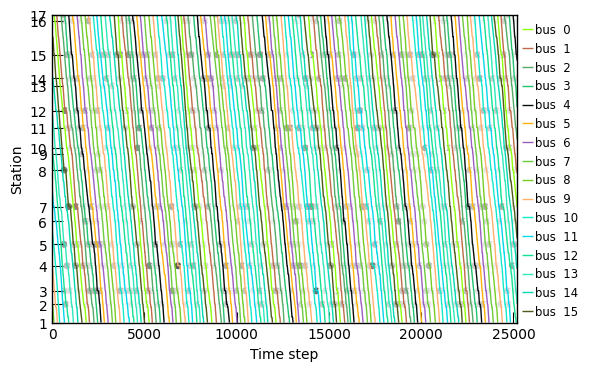 17
16
15
14
13
12
11
10
9
8
7
6
5
4
3
2
1
Station
0 5000 10000 15000 20000 25000
Time step
bus 0
bus 1
bus 2
bus 3
bus 4
bus 5
bus 6
bus 7
bus 8
bus 9
bus 10
bus 11
bus 12
bus 13
bus 14
bus 15